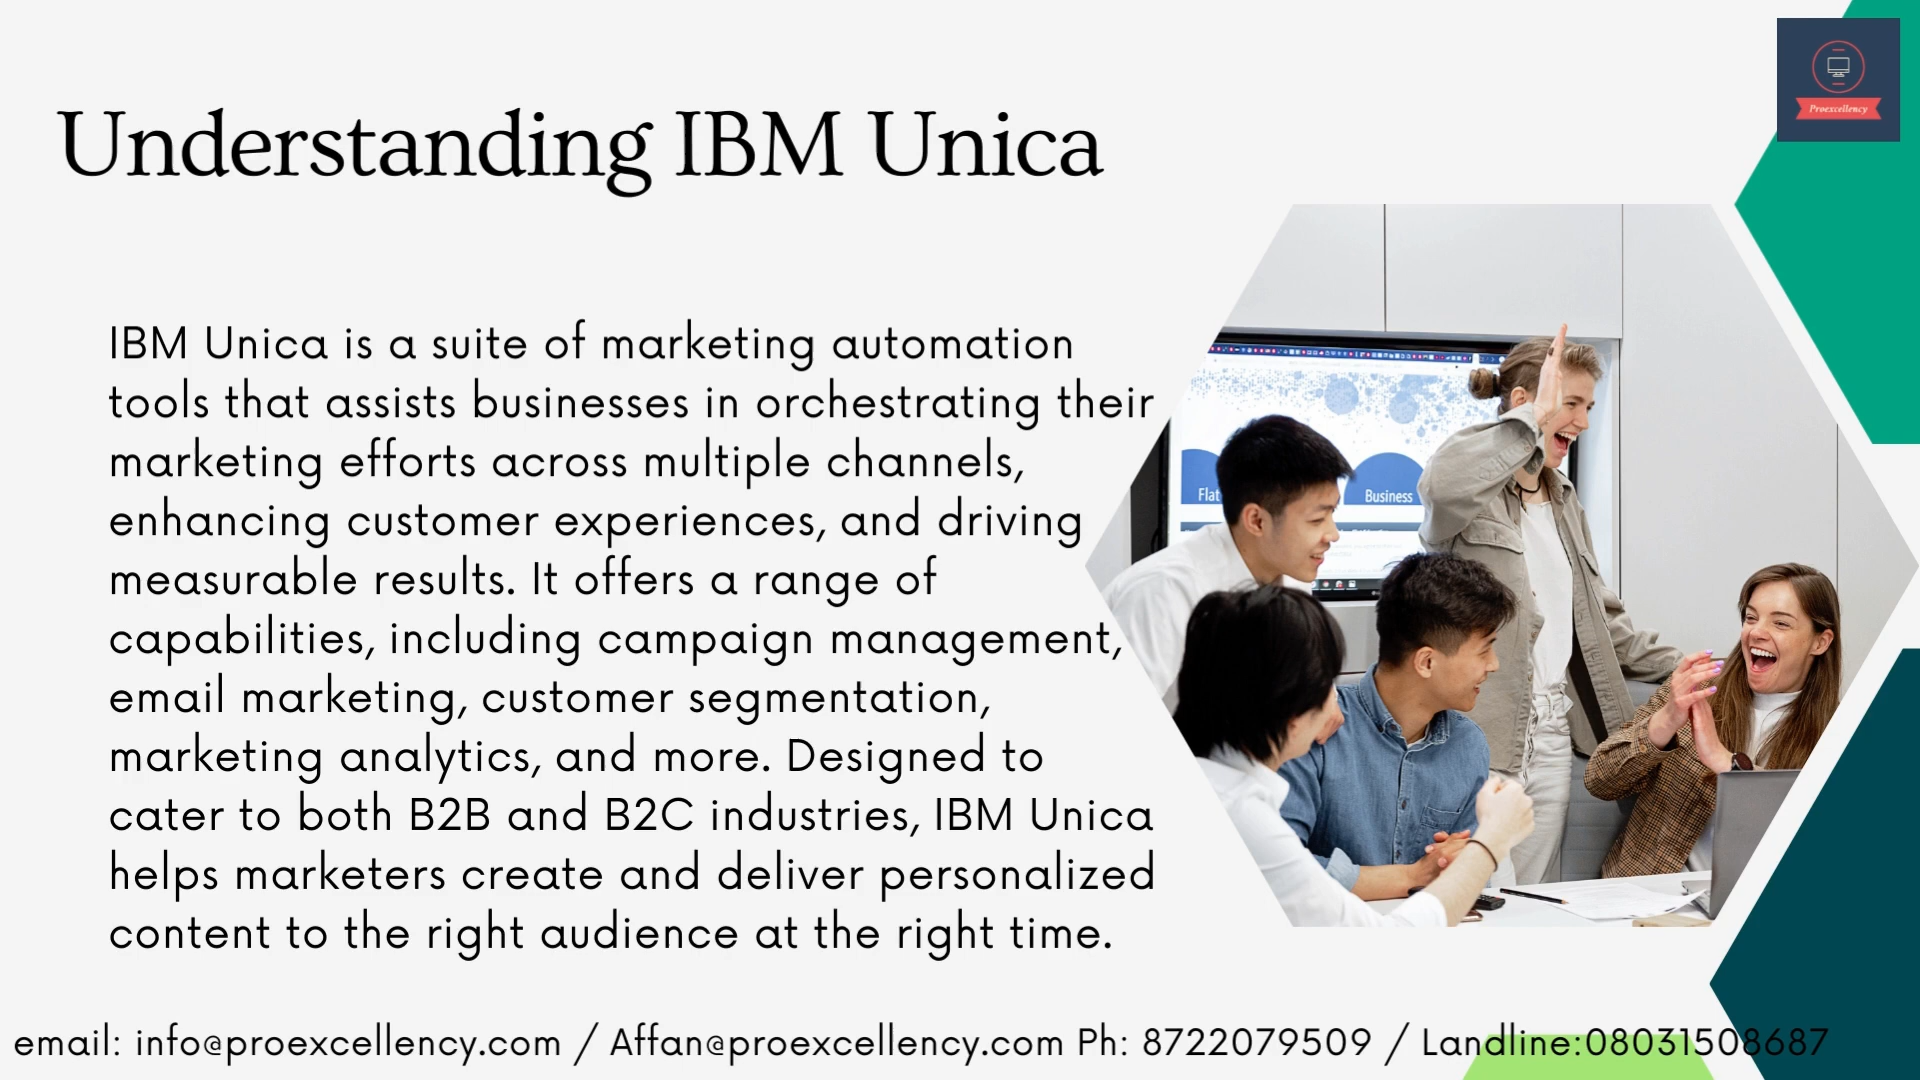 Proexcellency
Understanding IBM Unica
IBM Unica is a suite of marketing automation
tools that assists businesses in orchestrating their
marketing efforts across multiple channels,
enhancing customer experiences, and driving
measurable results. It offers a range of
capabilities, including campaign management,
email marketing, customer segmentation,
marketing analytics, and more. Designed to
cater to both B2B and B2C industries, IBM Unica
helps marketers create and deliver personalized
content to the right audience at the right time.
Flat
Business
email: info@proexcellency.com / Affan@proexcellency.com Ph: 8722079509 / Landline:08031508687